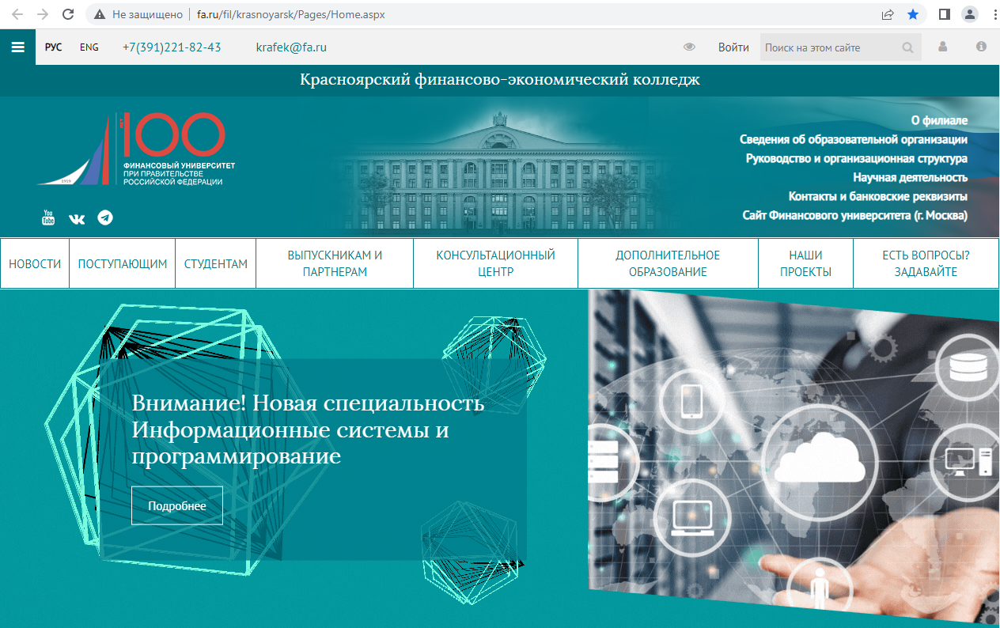 Не защищено
fa.ru/fil/krasnoyarsk/Pages/Home.aspx
РУС
ENG
+7(391)221-82-43
krafek@fa.ru
Войти
Поиск на этом сайте
Красноярский финансово-экономический колледж
ЛЕТ
100
ФИНАНСОВЫЙ УНИВЕРСИТЕТ
ПРИ ПРАВИТЕЛЬСТВЕ
РОССИЙСКОЙ ФЕДЕРАЦИИ
You
Tube
О филиале
Сведения об образовательной организации
Руководство и организационная структура
Научная деятельность
Контакты и банковские реквизиты
Сайт Финансового университета (г. Москва)
НОВОСТИ
ПОСТУПАЮЩИМ
СТУДЕНТАМ
ВЫПУСКНИКАМ И
ПАРТНЕРАМ
КОНСУЛЬТАЦИОННЫЙ
ЦЕНТР
ДОПОЛНИТЕЛЬНОЕ
ОБРАЗОВАНИЕ
НАШИ
ПРОЕКТЫ
ЕСТЬ ВОПРОСЫ?
ЗАДАВАЙТЕ
Внимание! Новая специальность
Информационные системы и
программирование
Подробнее